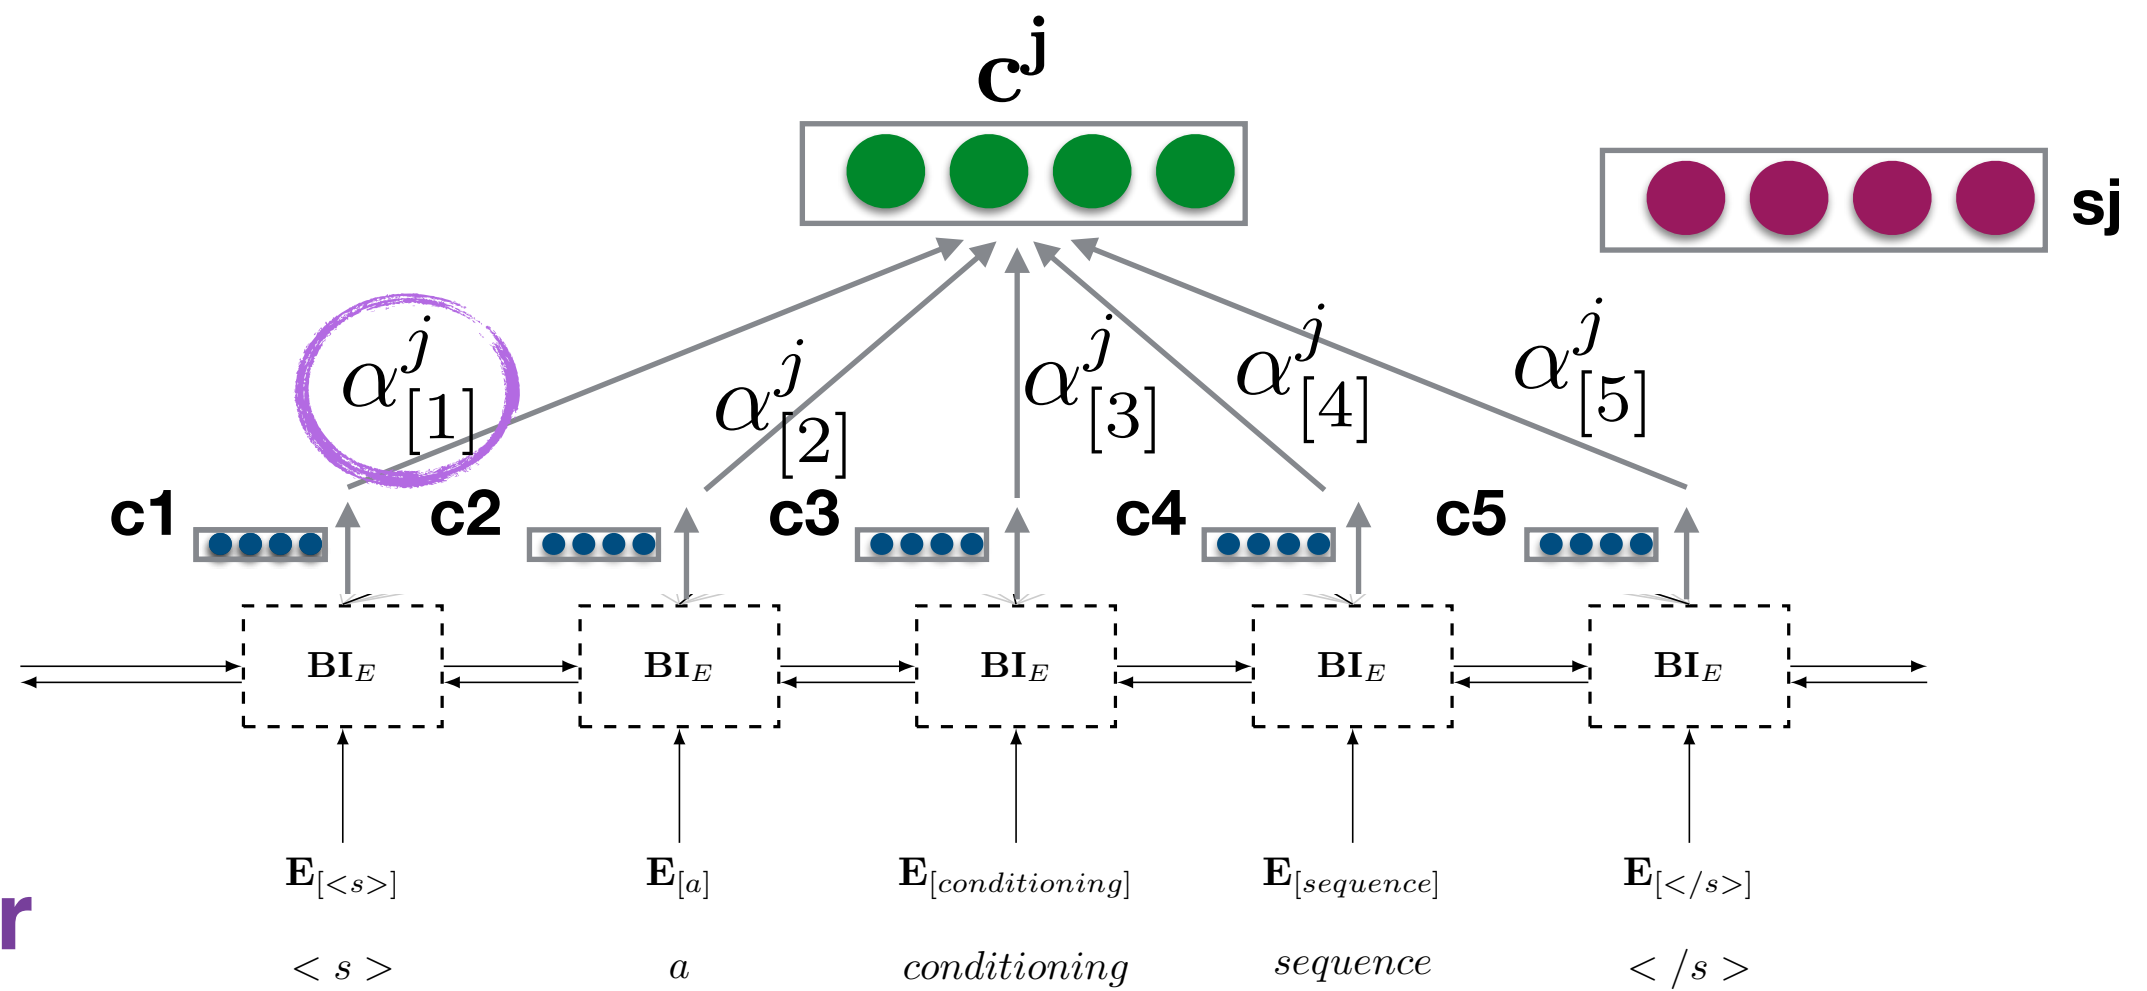 c^j
sj
α^j_[1] α^j_[2] α^j_[3] α^j_[4] α^j_[5]
c1 c2 c3 c4 c5
BI_E BI_E BI_E BI_E BI_E
E_[<s>] E_[a] E_[conditioning] E_[sequence] E_[</s>]
r
< s > a conditioning sequence < /s >